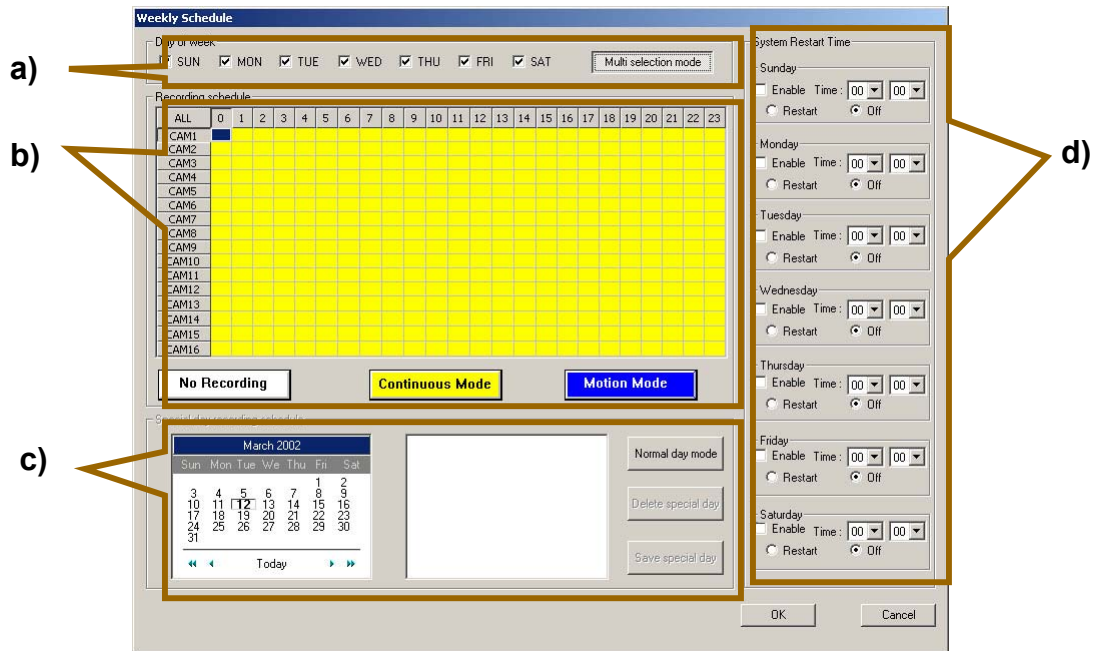 Weekly Schedule
a)
Day of week
SUN MON TUE WED THU FRI SAT Multi selection mode
b)
Recording schedule
ALL 0 1 2 3 4 5 6 7 8 9 10 11 12 13 14 15 16 17 18 19 20 21 22 23
CAM1
CAM2
CAM3
CAM4
CAM5
CAM6
CAM7
CAM8
CAM9
CAM10
CAM11
CAM12
CAM13
CAM14
CAM15
CAM16
No Recording Continuous Mode Motion Mode
c)
Special day recording schedule
March 2002
Sun Mon Tue We Thu Fri Sat
1 2
3 4 5 6 7 8 9
10 11 12 13 14 15 16
17 18 19 20 21 22 23
24 25 26 27 28 29 30
31
Today
Normal day mode
Delete special day
Save special day
d)
System Restart Time
Sunday
Enable Time : 00 00
Restart Off
Monday
Enable Time : 00 00
Restart Off
Tuesday
Enable Time : 00 00
Restart Off
Wednesday
Enable Time : 00 00
Restart Off
Thursday
Enable Time : 00 00
Restart Off
Friday
Enable Time : 00 00
Restart Off
Saturday
Enable Time : 00 00
Restart Off
OK Cancel